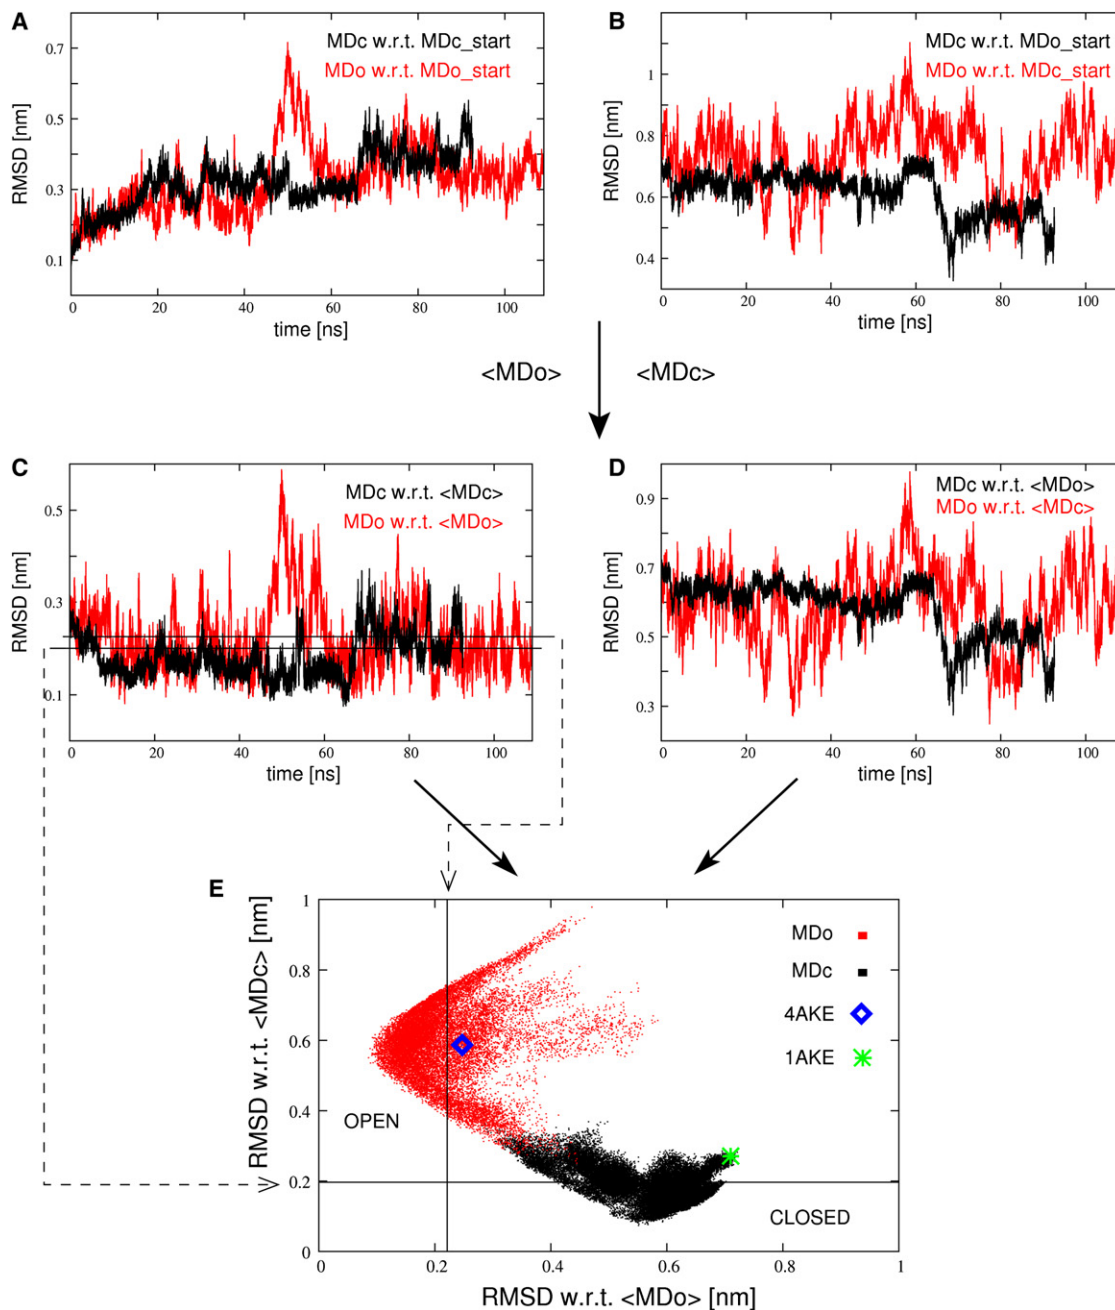 A
MDc w.r.t. MDc_start
MDo w.r.t. MDo_start
RMSD [nm]
0.7
0.5
0.3
0.1
0 20 40 60 80 100
time [ns]
B
MDc w.r.t. MDo_start
MDo w.r.t. MDc_start
RMSD [nm]
1
0.8
0.6
0.4
0 20 40 60 80 100
time [ns]
<MDo> <MDc>
C
MDc w.r.t. <MDc>
MDo w.r.t. <MDo>
RMSD [nm]
0.5
0.3
0.1
0 20 40 60 80 100
time [ns]
D
MDc w.r.t. <MDo>
MDo w.r.t. <MDc>
RMSD [nm]
0.9
0.7
0.5
0.3
0 20 40 60 80 100
time [ns]
E
RMSD w.r.t. <MDc> [nm]
1
0.8
0.6
0.4
0.2
0
MDo
MDc
4AKE
1AKE
OPEN
CLOSED
0 0.2 0.4 0.6 0.8 1
RMSD w.r.t. <MDo> [nm]